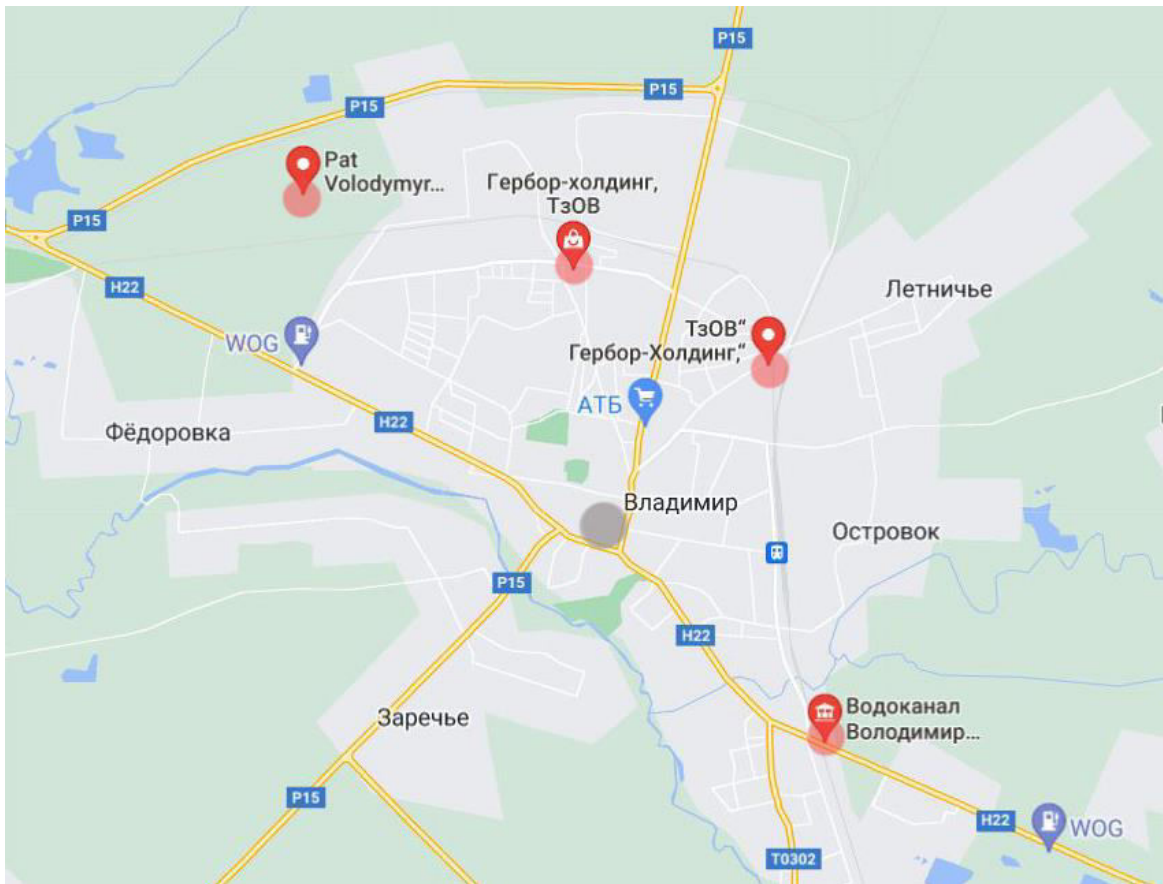 P15
P15
P15
Pat
Volodymyr...
Гербор-холдинг,
ТзОВ
P15
H22
Летничье
WOG
ТзОВ“
Гербор-Холдинг,“
АТБ
H22
Фёдоровка
Владимир
Островок
P15
H22
Заречье
Водоканал
Володимир...
P15
H22
WOG
T0302